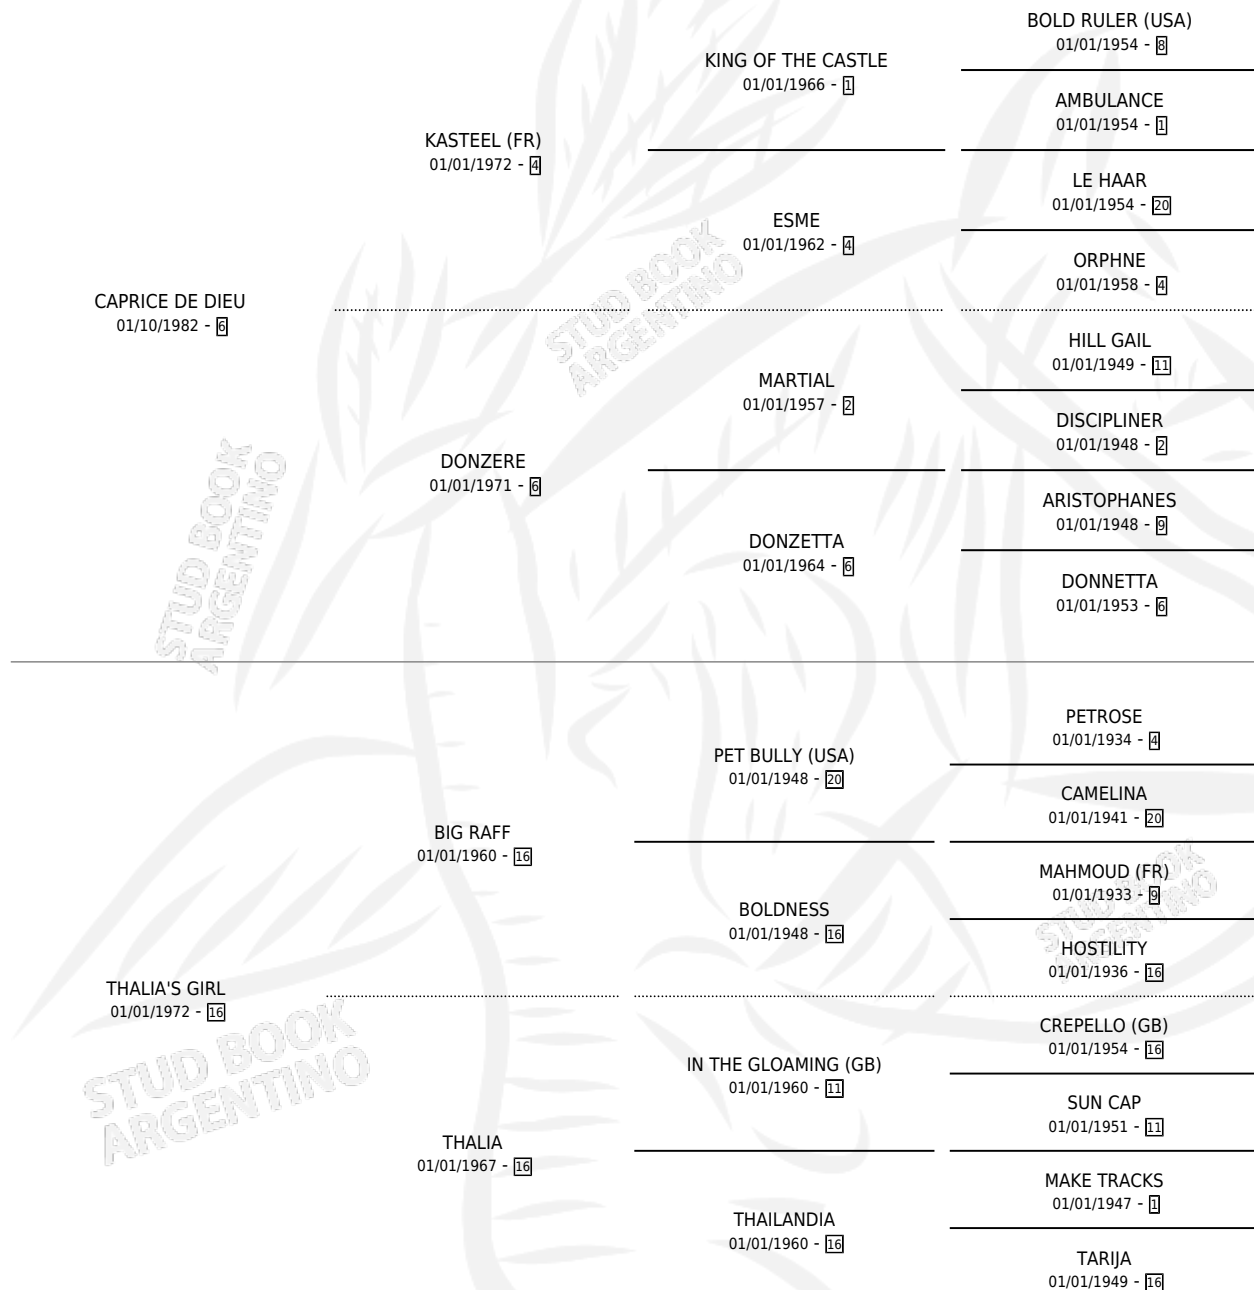 BOLD RULER (USA)
01/01/1954 - 8
KING OF THE CASTLE
01/01/1966 - 1
AMBULANCE
01/01/1954 - 1
KASTEEL (FR)
01/01/1972 - 4
LE HAAR
01/01/1954 - 20
ESME
01/01/1962 - 4
ORPHNE
01/01/1958 - 4
CAPRICE DE DIEU
01/10/1982 - 6
HILL GAIL
01/01/1949 - 11
MARTIAL
01/01/1957 - 2
DISCIPLINER
01/01/1948 - 2
DONZERE
01/01/1971 - 6
ARISTOPHANES
01/01/1948 - 9
DONZETTA
01/01/1964 - 6
DONNETTA
01/01/1953 - 6
PETROSE
01/01/1934 - 4
PET BULLY (USA)
01/01/1948 - 20
CAMELINA
01/01/1941 - 20
BIG RAFF
01/01/1960 - 16
MAHMOUD (FR)
01/01/1933 - 9
BOLDNESS
01/01/1948 - 16
HOSTILITY
01/01/1936 - 16
THALIA'S GIRL
01/01/1972 - 16
CREPELLO (GB)
01/01/1954 - 16
IN THE GLOAMING (GB)
01/01/1960 - 11
SUN CAP
01/01/1951 - 11
THALIA
01/01/1967 - 16
MAKE TRACKS
01/01/1947 - 1
THAILANDIA
01/01/1960 - 16
TARIJA
01/01/1949 - 16
STUD BOOK
ARGENTINO
STUD BOOK
ARGENTINO
STUD BOOK
ARGENTINO
STUD BOOK
ARGENTINO